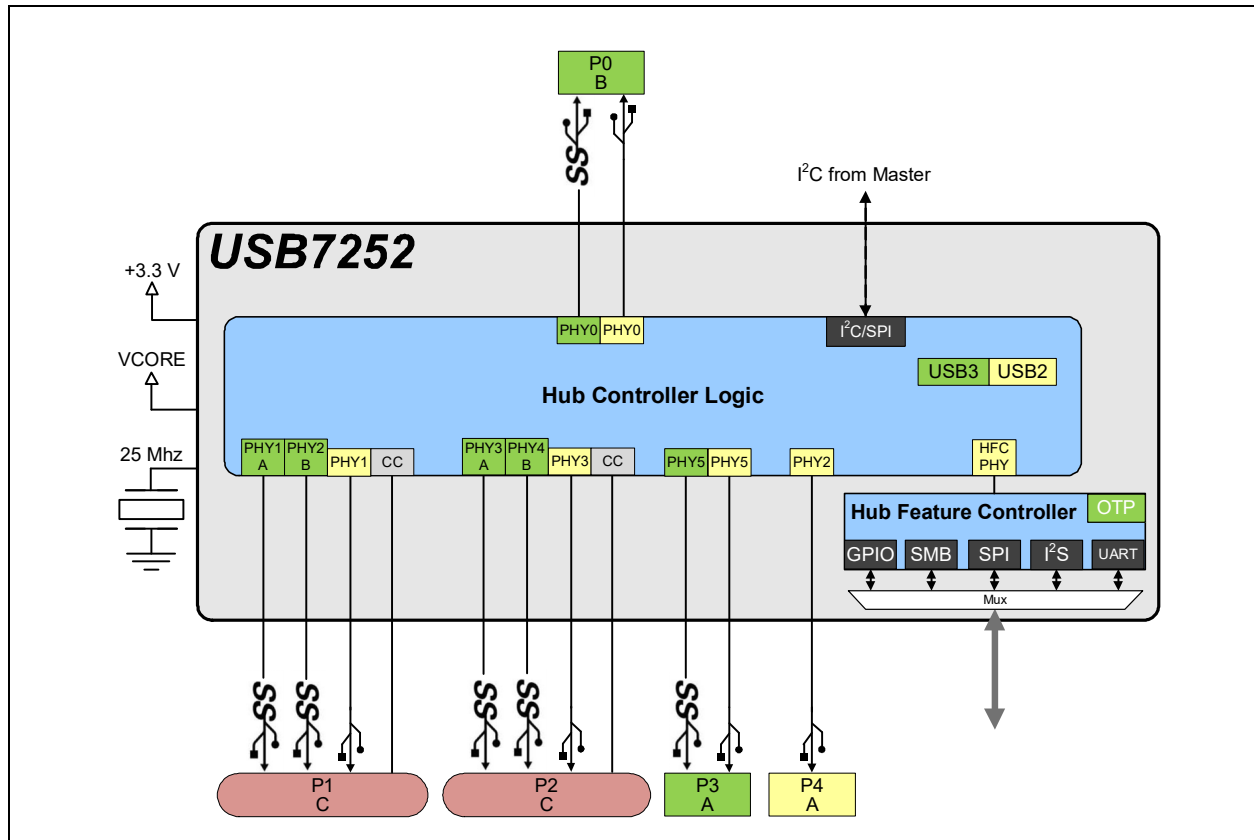 P0
B
SS
I²C from Master
USB7252
+3.3 V
PHY0 PHY0
I²C/SPI
VCORE
USB3 USB2
Hub Controller Logic
25 Mhz
PHY1
A
PHY2
B
PHY1
CC
PHY3
A
PHY4
B
PHY3
CC
PHY5
PHY5
PHY2
HFC
PHY
Hub Feature Controller
OTP
GPIO SMB SPI I²S UART
Mux
SS
SS
SS
SS
SS
P1
C
P2
C
P3
A
P4
A